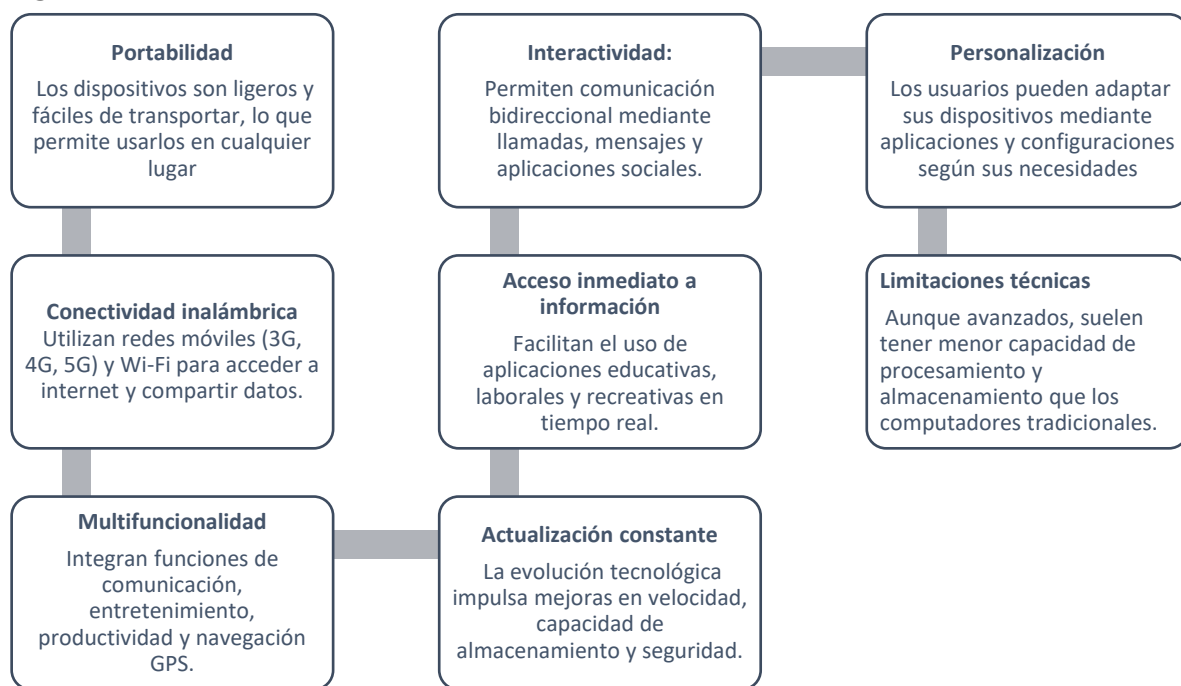 Portabilidad
Los dispositivos son ligeros y
fáciles de transportar, lo que
permite usarlos en cualquier
lugar
Conectividad inalámbrica
Utilizan redes móviles (3G,
4G, 5G) y Wi-Fi para acceder a
internet y compartir datos.
Multifuncionalidad
Integran funciones de
comunicación,
entretenimiento,
productividad y navegación
GPS.
Actualización constante
La evolución tecnológica
impulsa mejoras en velocidad,
capacidad de
almacenamiento y seguridad.
Acceso inmediato a
información
Facilitan el uso de
aplicaciones educativas,
laborales y recreativas en
tiempo real.
Interactividad:
Permiten comunicación
bidireccional mediante
llamadas, mensajes y
aplicaciones sociales.
Personalización
Los usuarios pueden adaptar
sus dispositivos mediante
aplicaciones y configuraciones
según sus necesidades
Limitaciones técnicas
Aunque avanzados, suelen
tener menor capacidad de
procesamiento y
almacenamiento que los
computadores tradicionales.